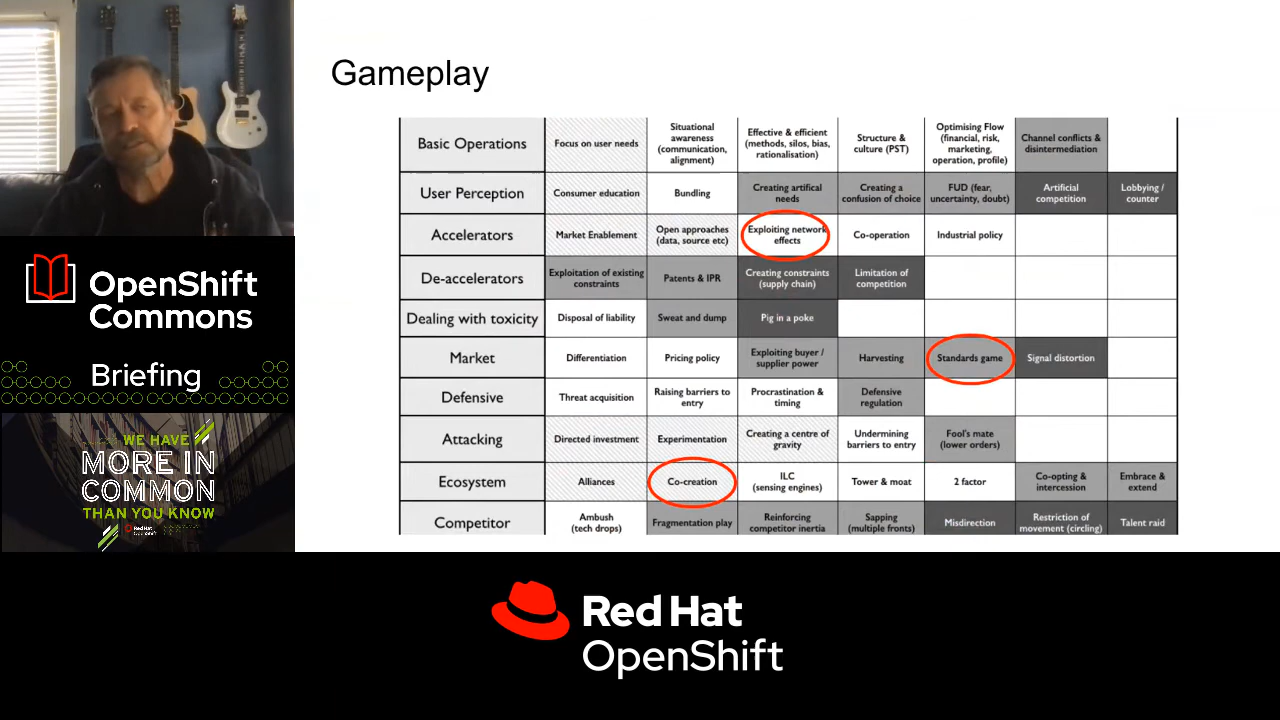 Gameplay
Basic Operations
Focus on user needs
Situational
awareness
(communication,
alignment)
Effective & efficient
(methods, silos, bias,
rationalisation)
Structure &
culture (PST)
Optimising Flow
(financial, risk,
marketing,
operation, profile)
Channel conflicts &
disintermediation
User Perception
Consumer education
Bundling
Creating artifical
needs
Creating a
confusion of choice
FUD (fear,
uncertainty, doubt)
Artificial
competition
Lobbying /
counter
Accelerators
Market Enablement
Open approaches
(data, source etc)
Exploiting network
effects
Co-operation
Industrial policy
De-accelerators
Exploitation of existing
constraints
Patents & IPR
Creating constraints
(supply chain)
Limitation of
competition
Dealing with toxicity
Disposal of liability
Sweat and dump
Pig in a poke
Market
Differentiation
Pricing policy
Exploiting buyer /
supplier power
Harvesting
Standards game
Signal distortion
Defensive
Threat acquisition
Raising barriers to
entry
Procrastination &
timing
Defensive
regulation
Attacking
Directed investment
Experimentation
Creating a centre of
gravity
Undermining
barriers to entry
Fool's mate
(lower orders)
Ecosystem
Alliances
Co-creation
ILC
(sensing engines)
Tower & moat
2 factor
Co-opting &
intercession
Embrace &
extend
Competitor
Ambush
(tech drops)
Fragmentation play
Reinforcing
competitor inertia
Sapping
(multiple fronts)
Misdirection
Restriction of
movement (circling)
Talent raid
OpenShift
Commons
Briefing
WE HAVE
MORE IN
COMMON
THAN YOU KNOW
Red Hat
OpenShift
Red Hat
OpenShift